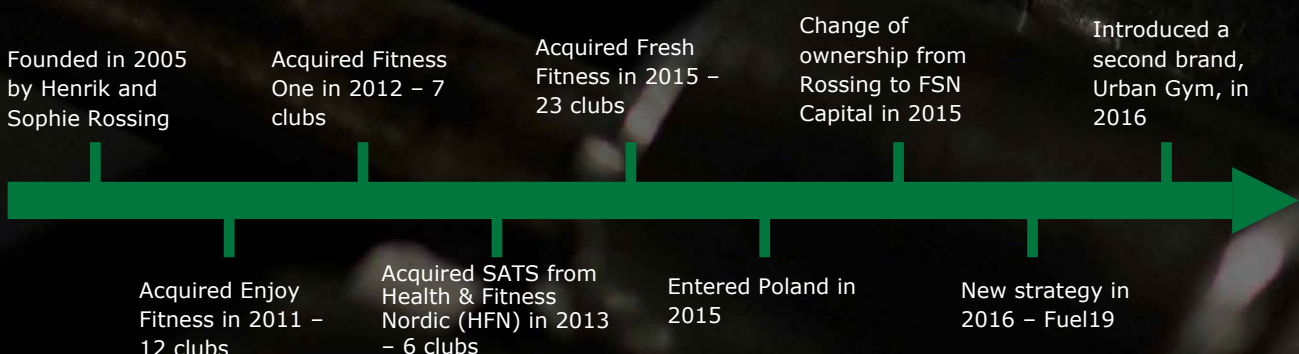 Founded in 2005
by Henrik and
Sophie Rossing
Acquired Enjoy
Fitness in 2011 –
12 clubs
Acquired Fitness
One in 2012 – 7
clubs
Acquired SATS from
Health & Fitness
Nordic (HFN) in 2013
– 6 clubs
Acquired Fresh
Fitness in 2015 –
23 clubs
Entered Poland in
2015
Change of
ownership from
Rossing to FSN
Capital in 2015
New strategy in
2016 – Fuel19
Introduced a
second brand,
Urban Gym, in
2016